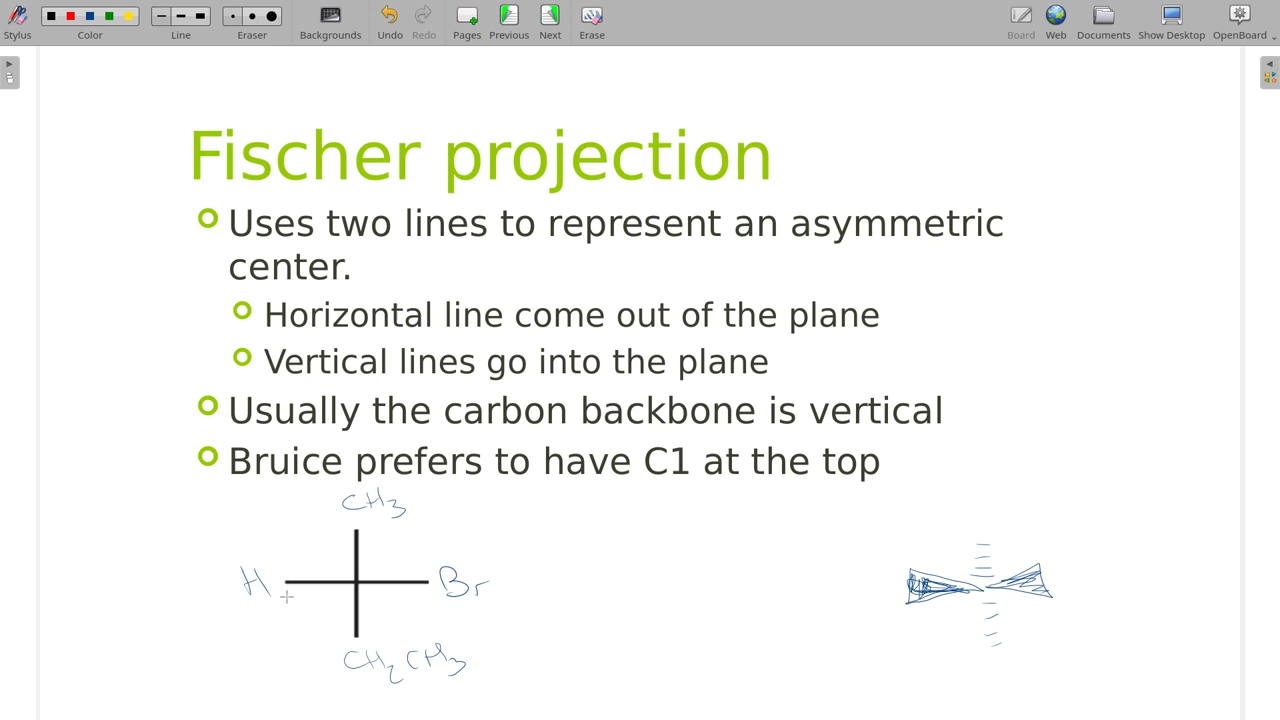 Stylus Color Line Eraser Backgrounds Undo Redo Pages Previous Next Erase Board Web Documents Show Desktop OpenBoard
Fischer projection
Uses two lines to represent an asymmetric
center.
Horizontal line come out of the plane
Vertical lines go into the plane
Usually the carbon backbone is vertical
Bruice prefers to have C1 at the top
CH3
H Br
CH2CH3